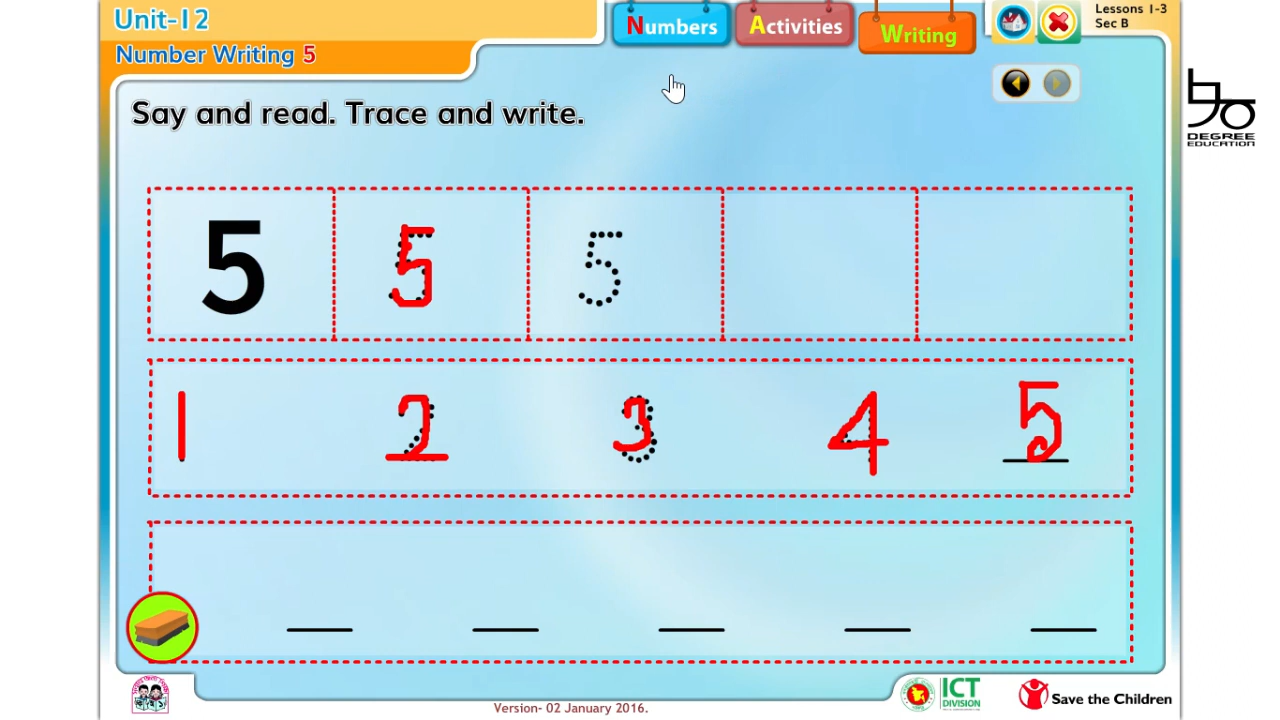 Unit-12
Numbers
Activities
Writing
Lessons 1-3
Sec B
Number Writing 5
Say and read. Trace and write.
DEGREE
EDUCATION
5 5 5
1 2 3 4 5
Version- 02 January 2016.
ICT
DIVISION
Save the Children